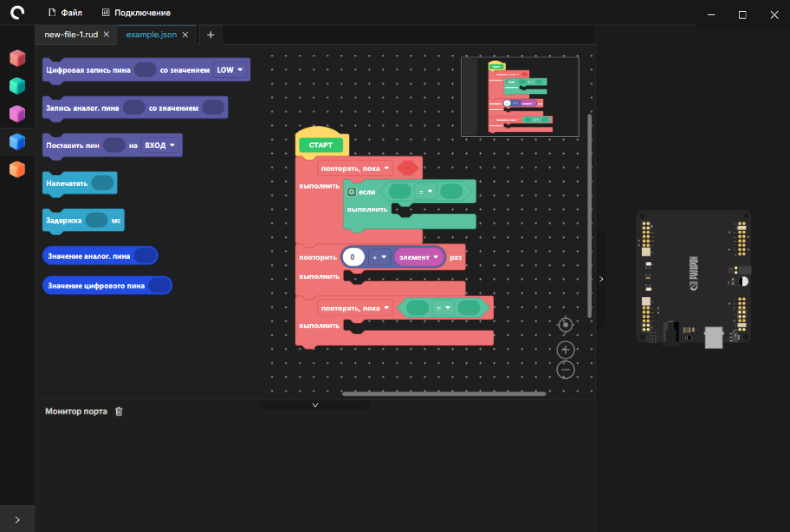 Файл Подключение
new-file-1.rud example.json
Цифровая запись пина со значением LOW
Запись аналог. пина со значением
Поставить пин на ВХОД
Напечатать
Задержка мс
Значение аналог. пина
Значение цифрового пина
СТАРТ
повторить, пока
выполнить
если =
выполнить
повторить 0 + элемент раз
выполнить
повторить, пока =
выполнить
Монитор порта